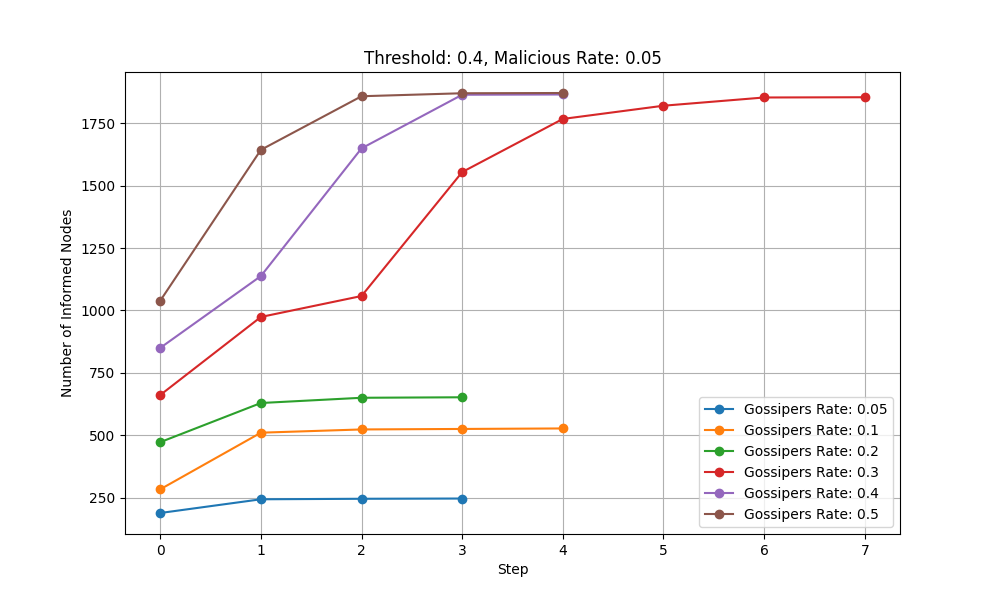 Threshold: 0.4, Malicious Rate: 0.05
Number of Informed Nodes
1750
1500
1250
1000
750
500
250
Gossipers Rate: 0.05
Gossipers Rate: 0.1
Gossipers Rate: 0.2
Gossipers Rate: 0.3
Gossipers Rate: 0.4
Gossipers Rate: 0.5
0 1 2 3 4 5 6 7
Step